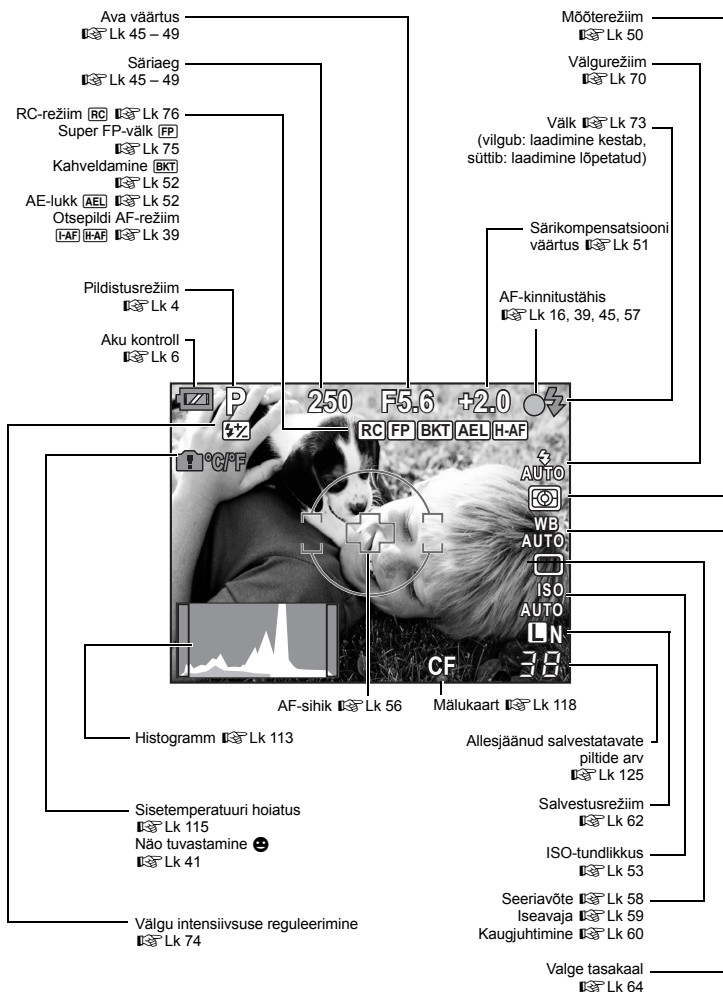 Ava väärtus
☞ Lk 45 – 49
Säriaeg
☞ Lk 45 – 49
RC-režiim RC ☞ Lk 76
Super FP-välk FP
☞ Lk 75
Kahveldamine BKT
☞ Lk 52
AE-lukk AEL ☞ Lk 52
Otsepildi AF-režiim
I-AF H-AF ☞ Lk 39
Pildistusrežiim
☞ Lk 4
Aku kontroll
☞ Lk 6
Mõõterežiim
☞ Lk 50
Välgurežiim
☞ Lk 70
Välk ☞ Lk 73
(vilgub: laadimine kestab,
süttib: laadimine lõpetatud)
Särikompensatsiooni
väärtus ☞ Lk 51
AF-kinnitustähis
☞ Lk 16, 39, 45, 57
P 250 F5.6 +2.0
RC FP BKT AEL H-AF
°C/°F
AUTO
WB
AUTO
ISO
AUTO
L N
CF 38
AF-sihik ☞ Lk 56
Mälukaart ☞ Lk 118
Histogramm ☞ Lk 113
Allesjäänud salvestatavate
piltide arv
☞ Lk 125
Sisetemperatuuri hoiatus
☞ Lk 115
Näo tuvastamine
☞ Lk 41
Salvestusrežiim
☞ Lk 62
ISO-tundlikkus
☞ Lk 53
Välgu intensiivsuse reguleerimine
☞ Lk 74
Seeriavõte ☞ Lk 58
Iseavaja ☞ Lk 59
Kaugjuhtimine ☞ Lk 60
Valge tasakaal
☞ Lk 64